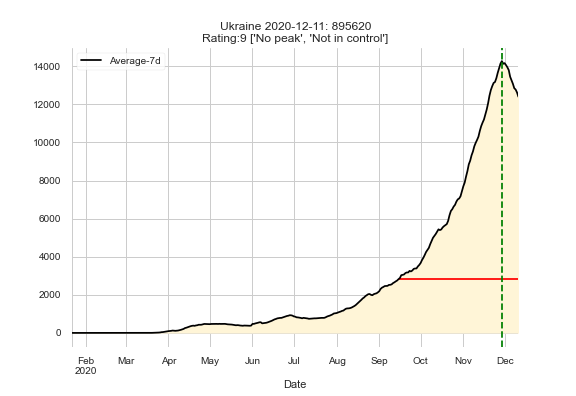 Ukraine 2020-12-11: 895620
Rating:9 ['No peak', 'Not in control']
Average-7d
14000
12000
10000
8000
6000
4000
2000
0
Feb Mar Apr May Jun Jul Aug Sep Oct Nov Dec
2020
Date